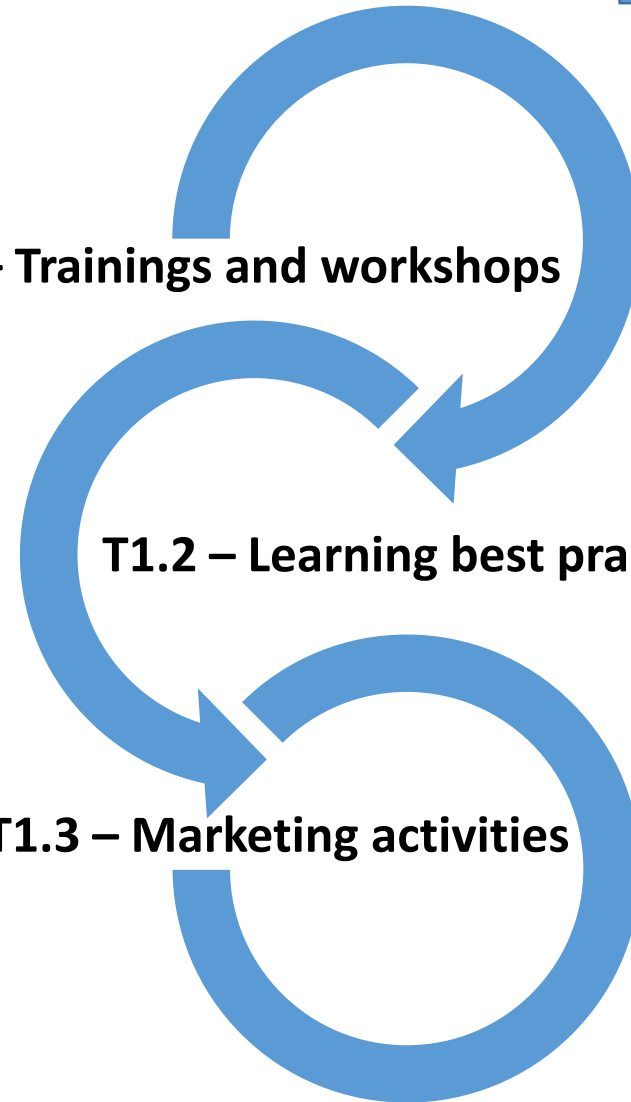 - Trainings and workshops
T1.2 – Learning best pra
T1.3 – Marketing activities